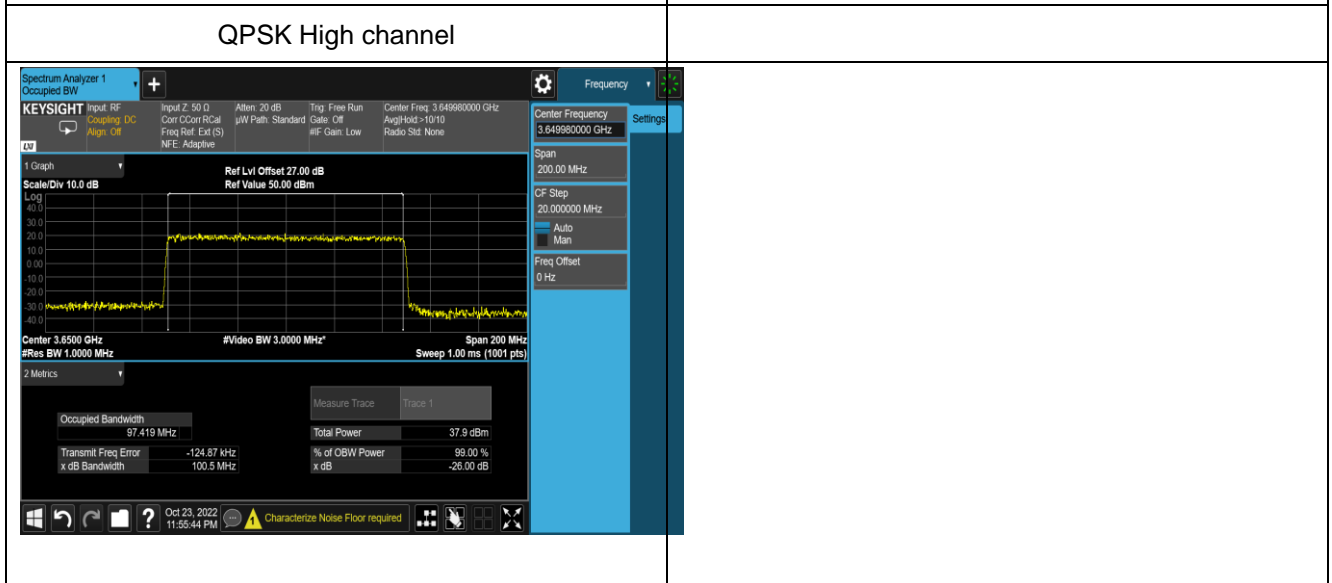 QPSK High channel
Spectrum Analyzer 1
Occupied BW
Frequency
KEYSIGHT
Input: RF
Coupling: DC
Align: Off
Input Z: 50 Ω
Corr CCorr RCal
Freq Ref: Ext (S)
NFE: Adaptive
Atten: 20 dB
µW Path: Standard
Trig: Free Run
Gate: Off
#IF Gain: Low
Center Freq: 3.649980000 GHz
Avg|Hold:>10/10
Radio Std: None
LXI
Center Frequency
3.649980000 GHz
Settings
Span
200.00 MHz
CF Step
20.000000 MHz
Auto
Man
Freq Offset
0 Hz
1 Graph
Scale/Div 10.0 dB
Ref Lvl Offset 27.00 dB
Ref Value 50.00 dBm
Log
40.0
30.0
20.0
10.0
0.00
-10.0
-20.0
-30.0
-40.0
Center 3.6500 GHz
#Video BW 3.0000 MHz*
Span 200 MHz
#Res BW 1.0000 MHz
Sweep 1.00 ms (1001 pts)
2 Metrics
Measure Trace
Trace 1
Occupied Bandwidth
97.419 MHz
Total Power
37.9 dBm
Transmit Freq Error
-124.87 kHz
% of OBW Power
99.00 %
x dB Bandwidth
100.5 MHz
x dB
-26.00 dB
?
Oct 23, 2022
11:55:44 PM
1
Characterize Noise Floor required